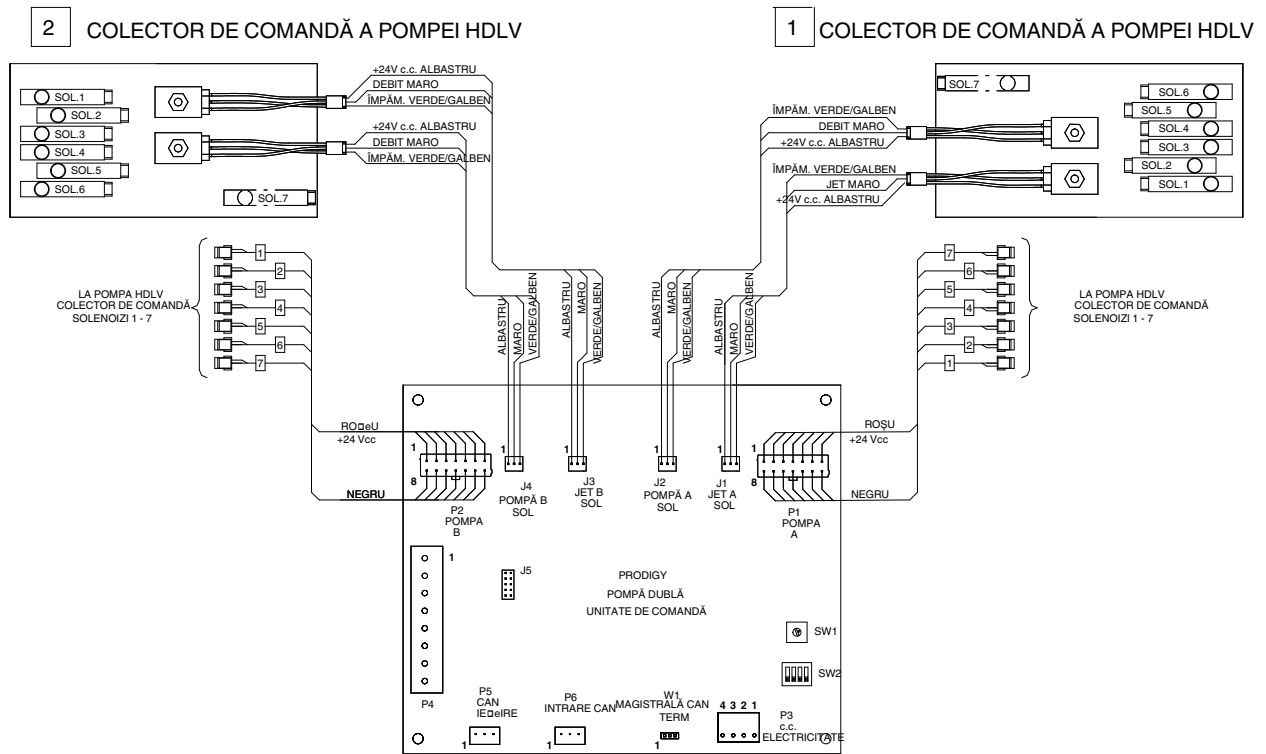 2 COLECTOR DE COMANDĂ A POMPEI HDLV
1 COLECTOR DE COMANDĂ A POMPEI HDLV
SOL.1
SOL.2
SOL.3
SOL.4
SOL.5
SOL.6
SOL.7
+24V c.c. ALBASTRU
DEBIT MARO
ÎMPĂM. VERDE/GALBEN
+24V c.c. ALBASTRU
DEBIT MARO
ÎMPĂM. VERDE/GALBEN
ÎMPĂM. VERDE/GALBEN
DEBIT MARO
+24V c.c. ALBASTRU
ÎMPĂM. VERDE/GALBEN
JET MARO
+24V c.c. ALBASTRU
SOL.7
SOL.6
SOL.5
SOL.4
SOL.3
SOL.2
SOL.1
LA POMPA HDLV
COLECTOR DE COMANDĂ
SOLENOIZI 1 - 7
1
2
3
4
5
6
7
ALBASTRU
MARO
VERDE/GALBEN
ALBASTRU
MARO
VERDE/GALBEN
ALBASTRU
MARO
VERDE/GALBEN
ALBASTRU
MARO
VERDE/GALBEN
7
6
5
4
3
2
1
LA POMPA HDLV
COLECTOR DE COMANDĂ
SOLENOIZI 1 - 7
RO□eU
+24 Vcc
NEGRU
1
8
P2
POMPA
B
1
J4
POMPĂ B
SOL
1
J3
JET B
SOL
1
J2
POMPĂ A
SOL
1
J1
JET A
SOL
1
8
P1
POMPA
A
ROŞU
+24 Vcc
NEGRU
1
P4
J5
PRODIGY
POMPĂ DUBLĂ
UNITATE DE COMANDĂ
SW1
SW2
P5
CAN
IE□eIRE
1
P6
INTRARE CAN
1
W1
MAGISTRALĂ CAN
TERM
1
4 3 2 1
P3
c.c.
ELECTRICITATE